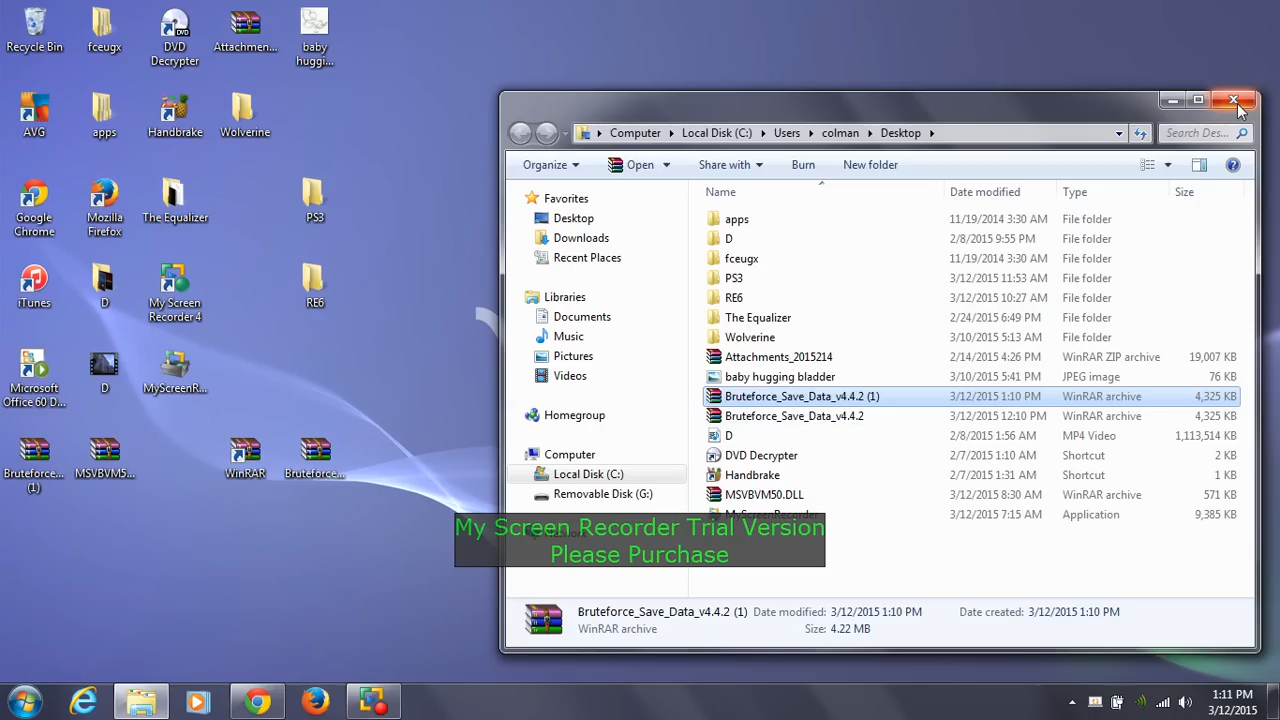 Recycle Bin
fceugx
DVD Decrypter
Attachmen...
baby huggi...
AVG
apps
Handbrake
Wolverine
Google Chrome
Mozilla Firefox
The Equalizer
PS3
iTunes
D
My Screen Recorder 4
RE6
Microsoft Office 60 D...
D
MyScreenR...
Bruteforce... (1)
MSVBVM5...
WinRAR
Bruteforce...
Computer Local Disk (C:) Users colman Desktop
Search Des...
Organize Open Share with Burn New folder
Name Date modified Type Size
Favorites
Desktop
Downloads
Recent Places
Libraries
Documents
Music
Pictures
Videos
Homegroup
Computer
Local Disk (C:)
Removable Disk (G:)
apps 11/19/2014 3:30 AM File folder
D 2/8/2015 9:55 PM File folder
fceugx 11/19/2014 3:30 AM File folder
PS3 3/12/2015 11:53 AM File folder
RE6 3/12/2015 10:27 AM File folder
The Equalizer 2/24/2015 6:49 PM File folder
Wolverine 3/10/2015 5:13 AM File folder
Attachments_2015214 2/14/2015 4:26 PM WinRAR ZIP archive 19,007 KB
baby hugging bladder 3/10/2015 5:41 PM JPEG image 76 KB
Bruteforce_Save_Data_v4.4.2 (1) 3/12/2015 1:10 PM WinRAR archive 4,325 KB
Bruteforce_Save_Data_v4.4.2 3/12/2015 12:10 PM WinRAR archive 4,325 KB
D 2/8/2015 1:56 AM MP4 Video 1,113,514 KB
DVD Decrypter 2/7/2015 1:10 AM Shortcut 2 KB
Handbrake 2/7/2015 1:31 AM Shortcut 1 KB
MSVBVM50.DLL 3/12/2015 8:30 AM WinRAR archive 571 KB
MyScreenRecorder 3/12/2015 7:15 AM Application 9,385 KB
My Screen Recorder Trial Version
Please Purchase
Bruteforce_Save_Data_v4.4.2 (1) Date modified: 3/12/2015 1:10 PM Date created: 3/12/2015 1:10 PM
WinRAR archive Size: 4.22 MB
1:11 PM
3/12/2015